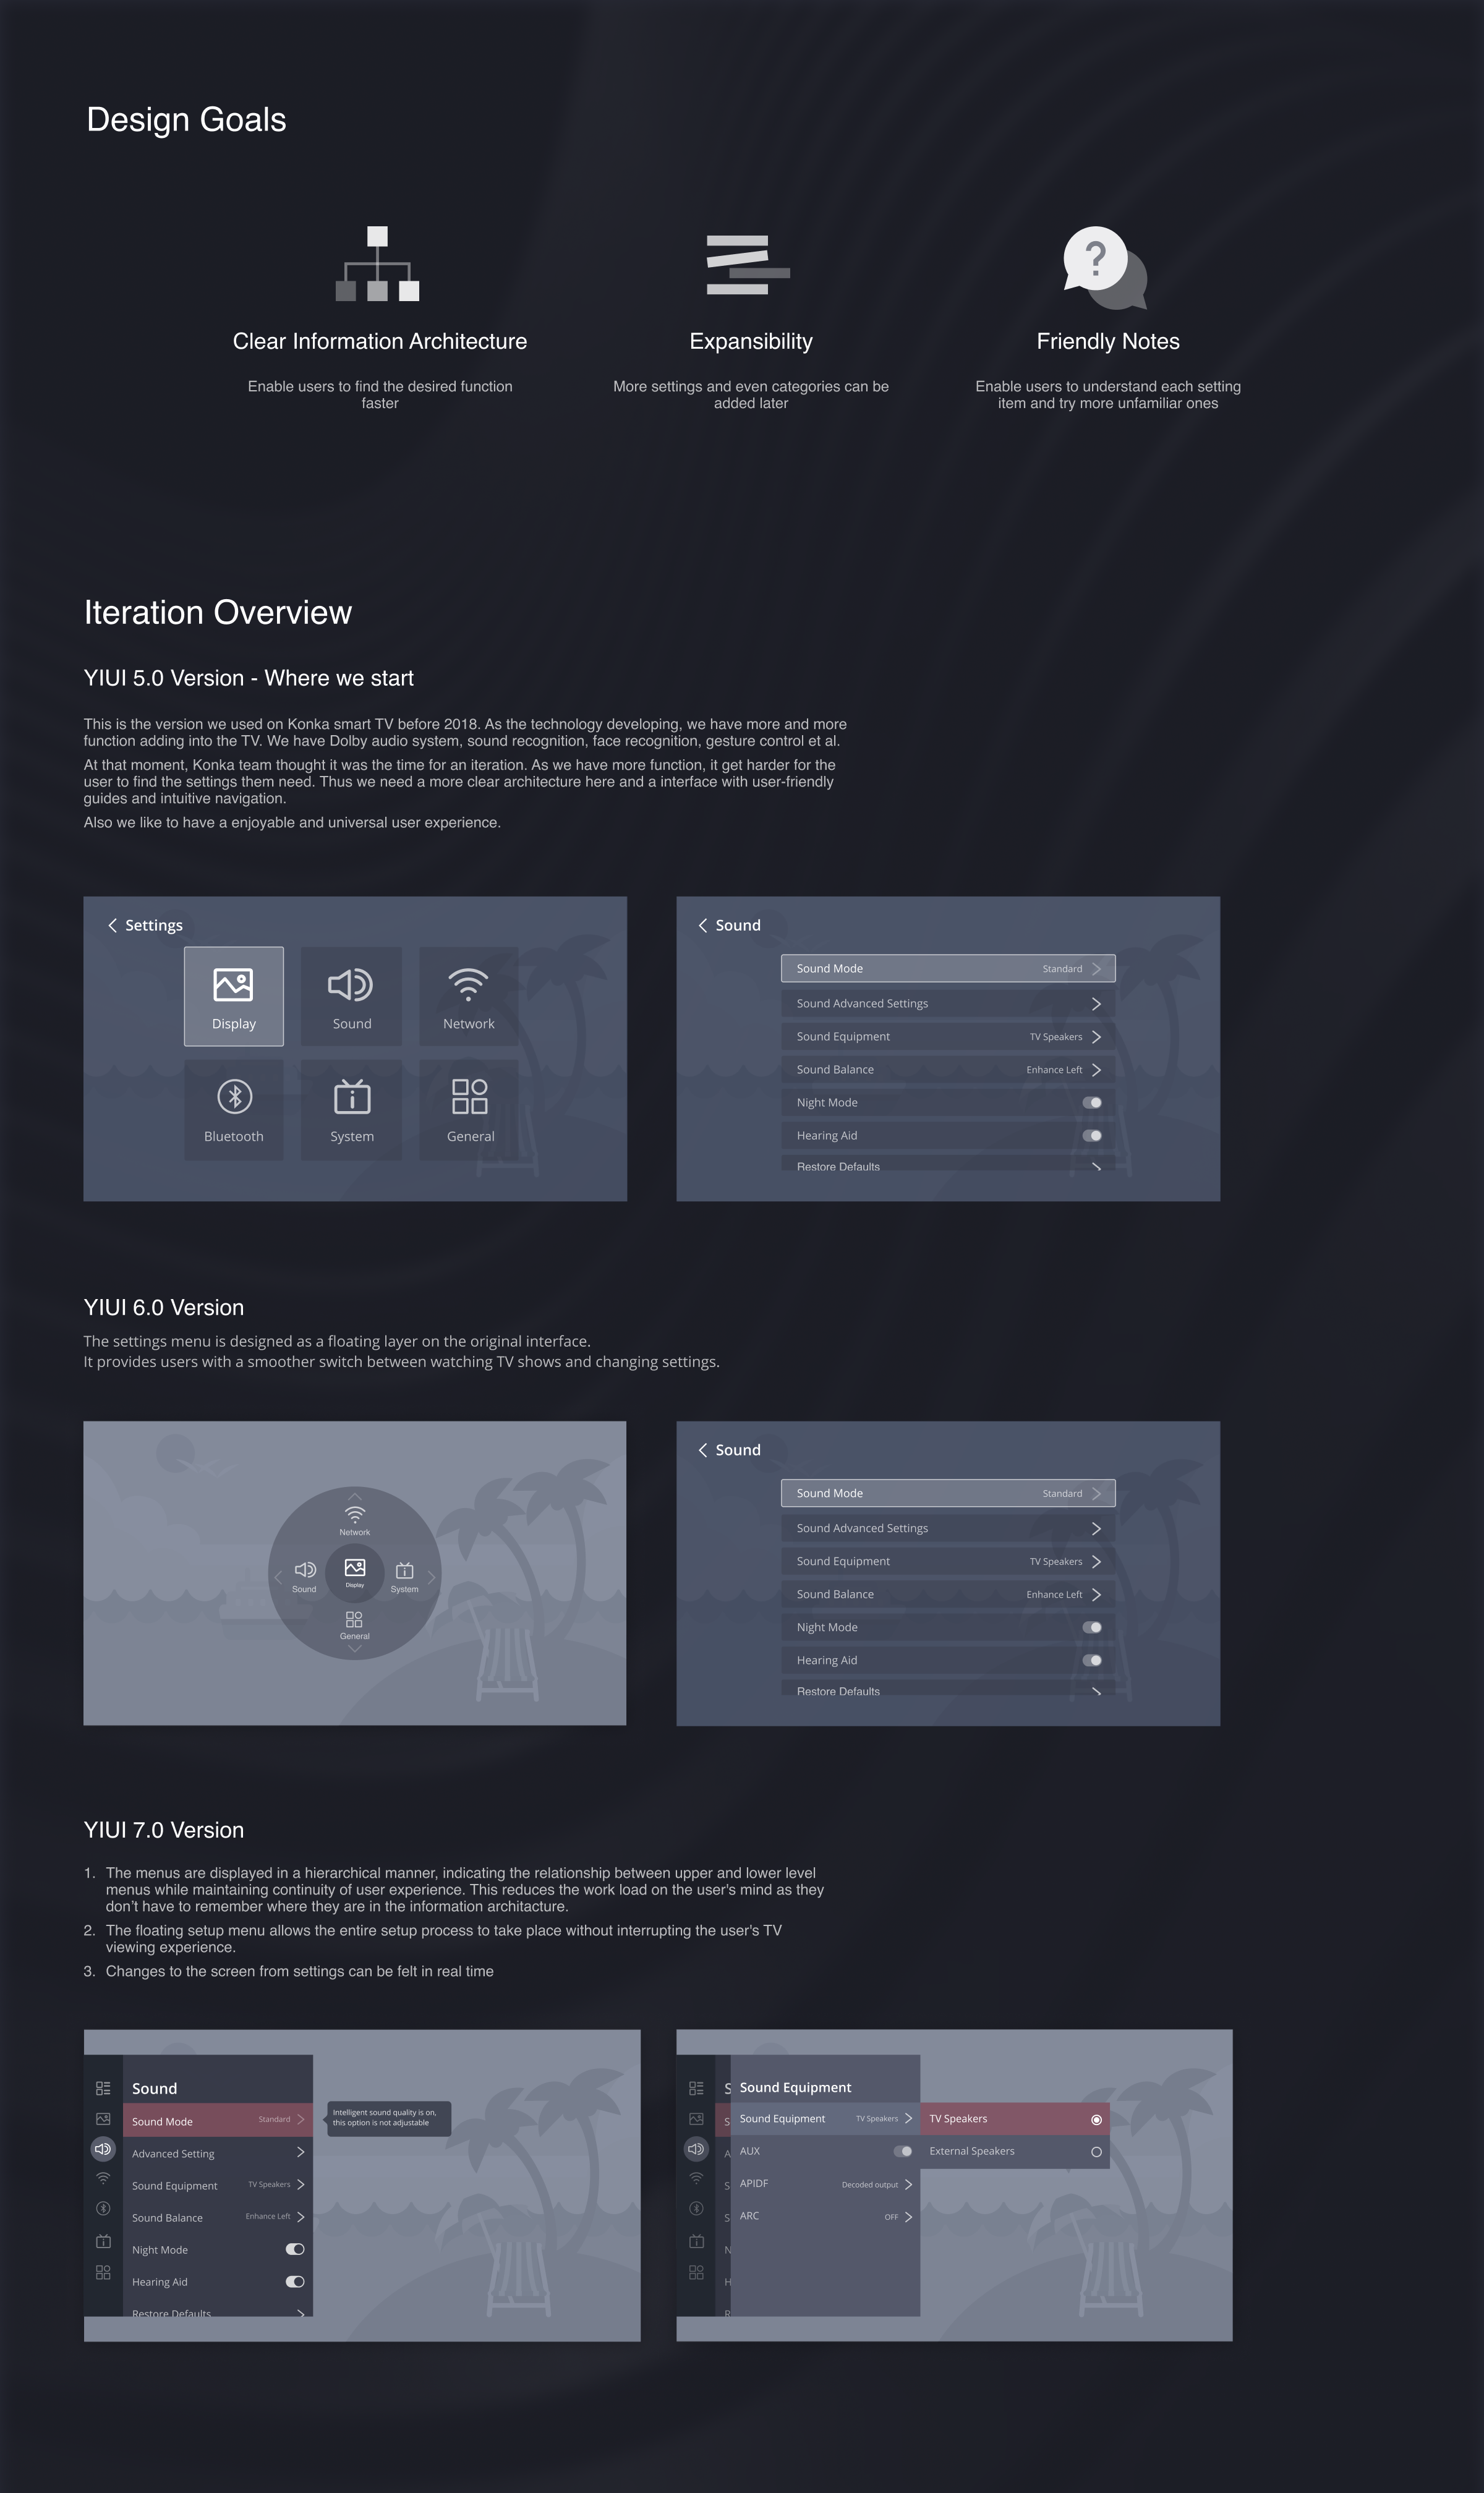 Design Goals
Clear Information Architecture
Enable users to find the desired function
faster
Expansibility
More settings and even categories can be
added later
Friendly Notes
Enable users to understand each setting
item and try more unfamiliar ones
Iteration Overview
YIUI 5.0 Version - Where we start
This is the version we used on Konka smart TV before 2018. As the technology developing, we have more and more
function adding into the TV. We have Dolby audio system, sound recognition, face recognition, gesture control et al.
At that moment, Konka team thought it was the time for an iteration. As we have more function, it get harder for the
user to find the settings them need. Thus we need a more clear architecture here and a interface with user-friendly
guides and intuitive navigation.
Also we like to have a enjoyable and universal user experience.
Settings
Display
Sound
Network
Bluetooth
System
General
Sound
Sound Mode Standard
Sound Advanced Settings
Sound Equipment TV Speakers
Sound Balance Enhance Left
Night Mode
Hearing Aid
Restore Defaults
YIUI 6.0 Version
The settings menu is designed as a floating layer on the original interface.
It provides users with a smoother switch between watching TV shows and changing settings.
Network
Sound
Display
System
General
Sound
Sound Mode Standard
Sound Advanced Settings
Sound Equipment TV Speakers
Sound Balance Enhance Left
Night Mode
Hearing Aid
Restore Defaults
YIUI 7.0 Version
1. The menus are displayed in a hierarchical manner, indicating the relationship between upper and lower level
menus while maintaining continuity of user experience. This reduces the work load on the user's mind as they
don't have to remember where they are in the information architacture.
2. The floating setup menu allows the entire setup process to take place without interrupting the user's TV
viewing experience.
3. Changes to the screen from settings can be felt in real time
Sound
Sound Mode Standard
Intelligent sound quality is on,
this option is not adjustable
Advanced Setting
Sound Equipment TV Speakers
Sound Balance Enhance Left
Night Mode
Hearing Aid
Restore Defaults
S Sound Equipment
S Sound Equipment TV Speakers TV Speakers
A AUX External Speakers
S APIDF Decoded output
S ARC OFF
N
H
R